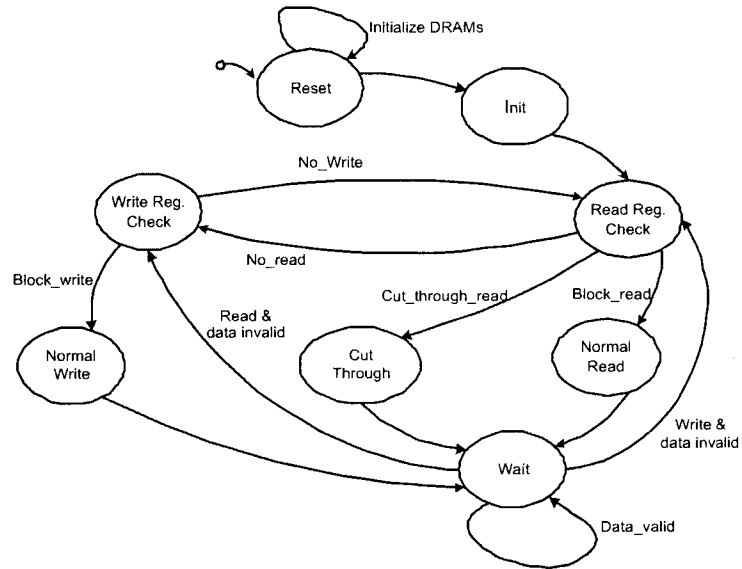 Initialize DRAMs
Reset
Init
No_Write
Write Reg.
Check
Read Reg.
Check
No_read
Block_write
Read &
data invalid
Cut_through_read
Block_read
Normal
Write
Cut
Through
Normal
Read
Write &
data invalid
Wait
Data_valid